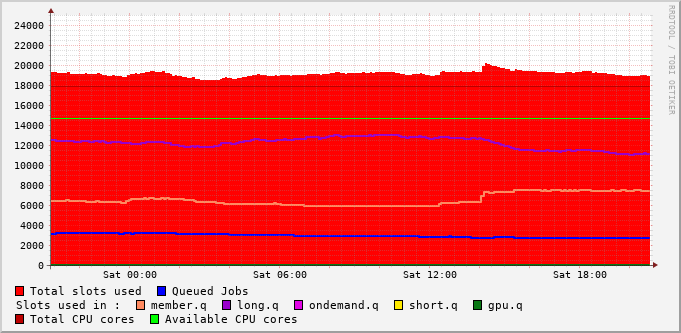 RRDTOOL / TOBI OETIKER
24000
22000
20000
18000
16000
14000
12000
10000
8000
6000
4000
2000
0
Sat 00:00 Sat 06:00 Sat 12:00 Sat 18:00
Total slots used Queued Jobs
Slots used in : member.q long.q ondemand.q short.q gpu.q
Total CPU cores Available CPU cores